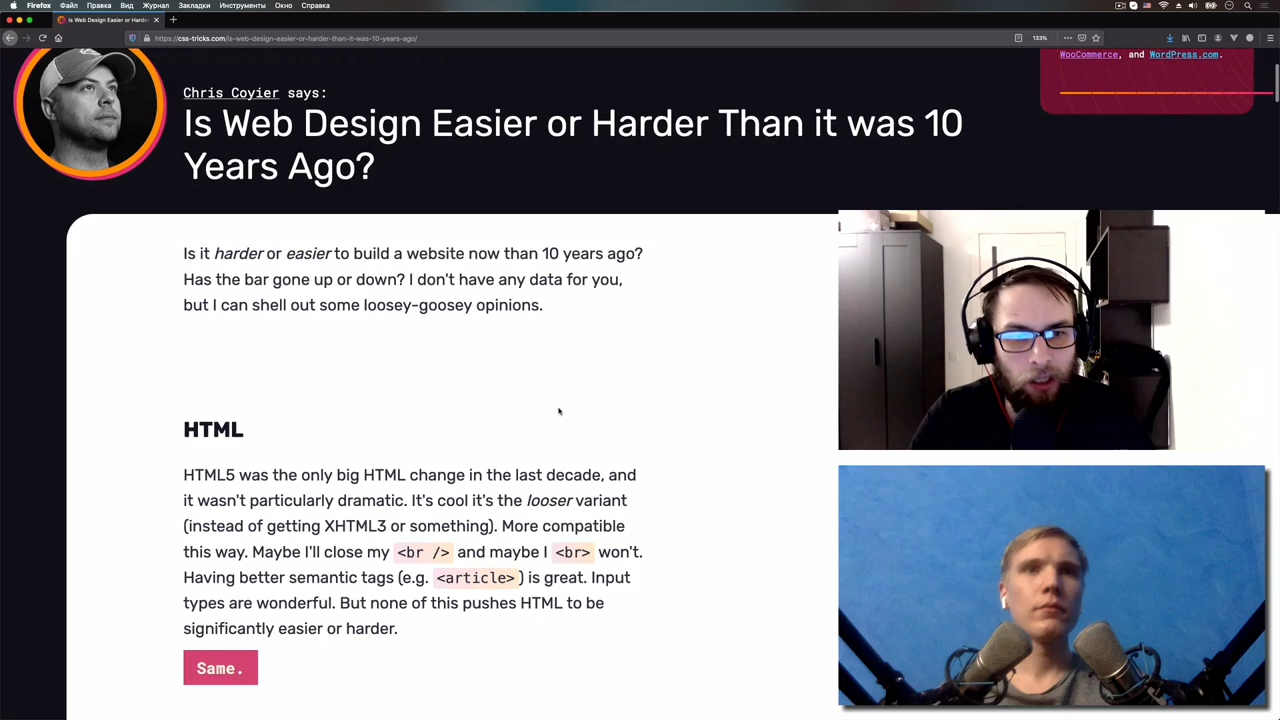 Firefox Файл Правка Вид Журнал Закладки Инструменты Окно Справка
Is Web Design Easier or Harder
https://css-tricks.com/is-web-design-easier-or-harder-than-it-was-10-years-ago/
133%
WooCommerce, and WordPress.com.
Chris Coyier says:
Is Web Design Easier or Harder Than it was 10
Years Ago?
Is it harder or easier to build a website now than 10 years ago?
Has the bar gone up or down? I don't have any data for you,
but I can shell out some loosey-goosey opinions.
HTML
HTML5 was the only big HTML change in the last decade, and
it wasn't particularly dramatic. It's cool it's the looser variant
(instead of getting XHTML3 or something). More compatible
this way. Maybe I'll close my <br /> and maybe I <br> won't.
Having better semantic tags (e.g. <article>) is great. Input
types are wonderful. But none of this pushes HTML to be
significantly easier or harder.
Same.